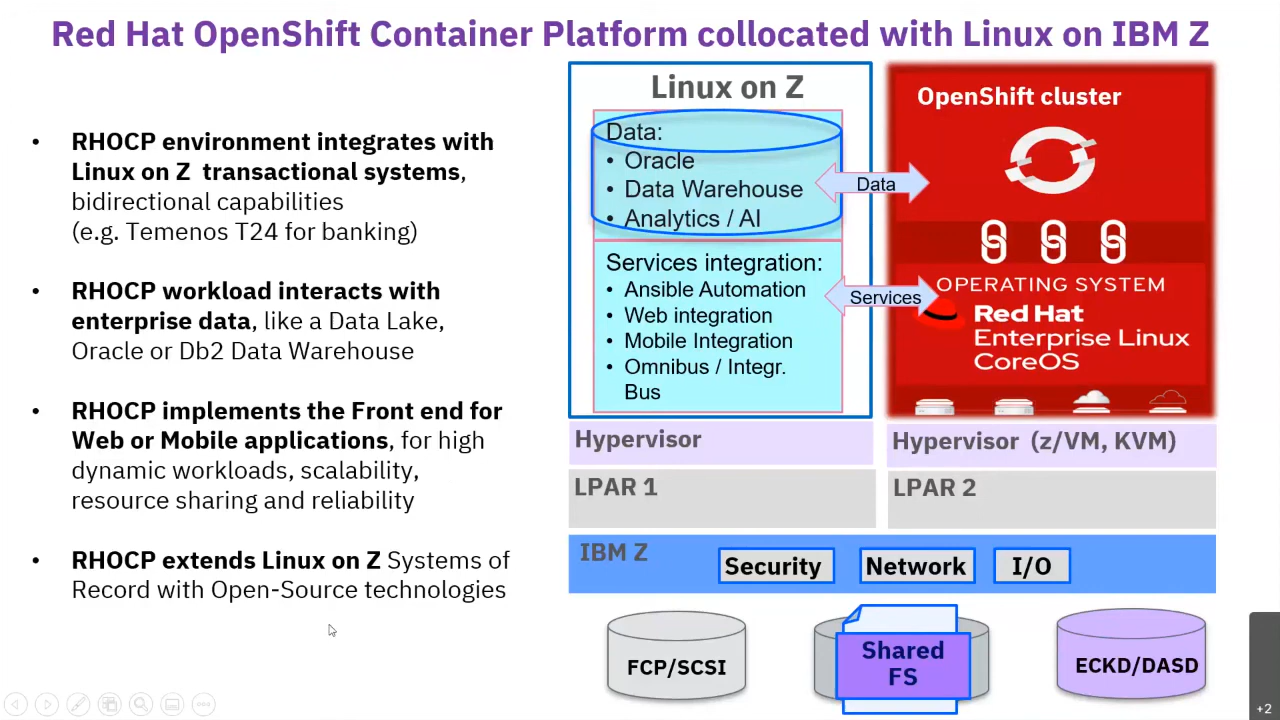 Red Hat OpenShift Container Platform collocated with Linux on IBM Z
• RHOCP environment integrates with
Linux on Z transactional systems,
bidirectional capabilities
(e.g. Temenos T24 for banking)
• RHOCP workload interacts with
enterprise data, like a Data Lake,
Oracle or Db2 Data Warehouse
• RHOCP implements the Front end for
Web or Mobile applications, for high
dynamic workloads, scalability,
resource sharing and reliability
• RHOCP extends Linux on Z Systems of
Record with Open-Source technologies
Linux on Z
Data:
• Oracle
• Data Warehouse
• Analytics / AI
Services integration:
• Ansible Automation
• Web integration
• Mobile Integration
• Omnibus / Integr.
Bus
Data
Services
OpenShift cluster
OPERATING SYSTEM
Red Hat
Enterprise Linux
CoreOS
Hypervisor
Hypervisor (z/VM, KVM)
LPAR 1
LPAR 2
IBM Z
Security
Network
I/O
FCP/SCSI
Shared
FS
ECKD/DASD
+2